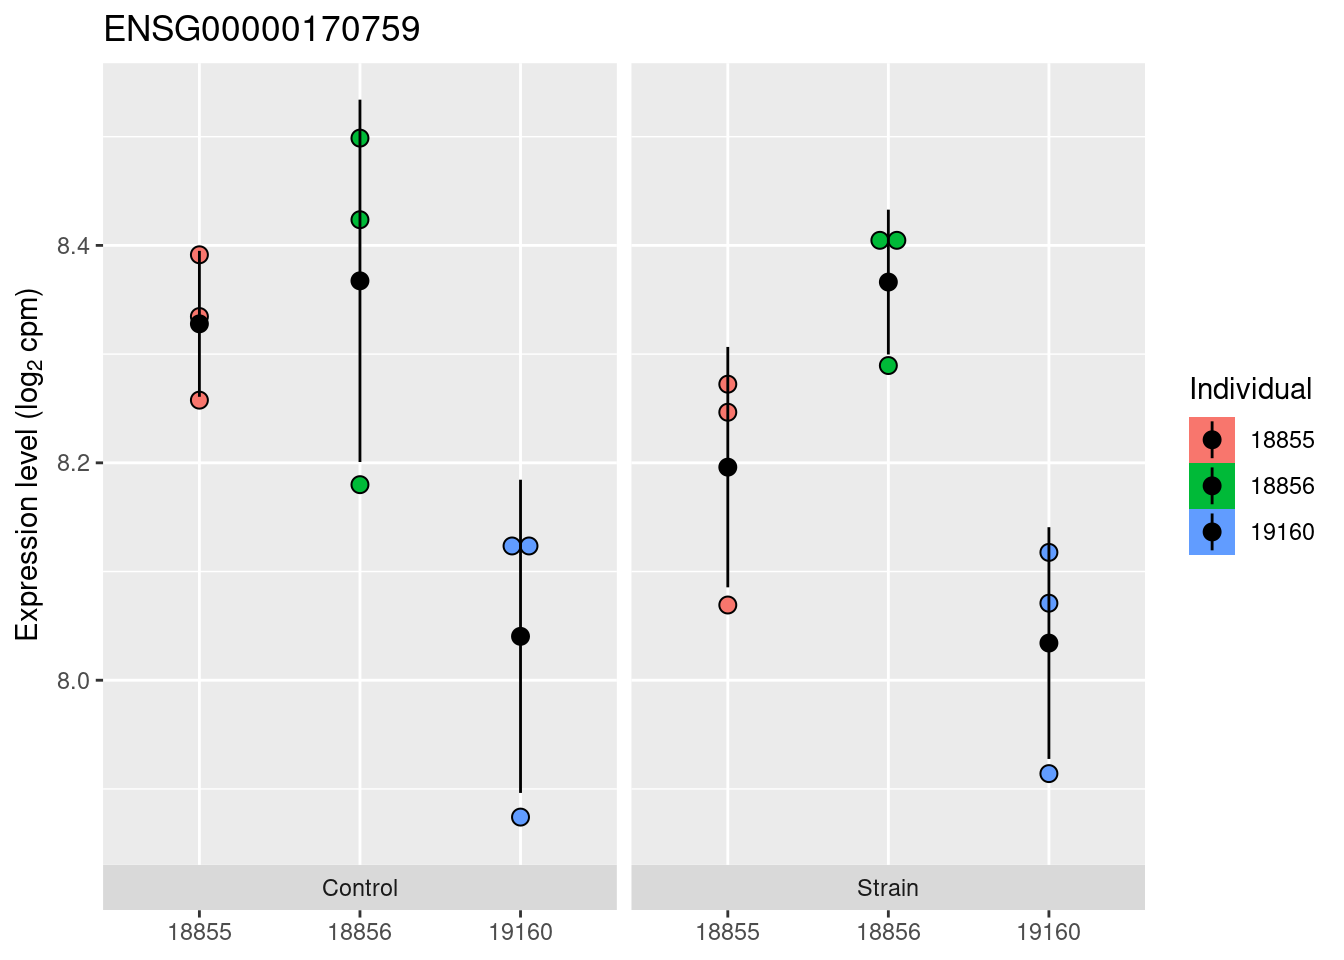 ENSG00000170759
Expression level (log₂ cpm)
8.4
8.2
8.0
Control
Strain
18855
18856
19160
18855
18856
19160
Individual
18855
18856
19160